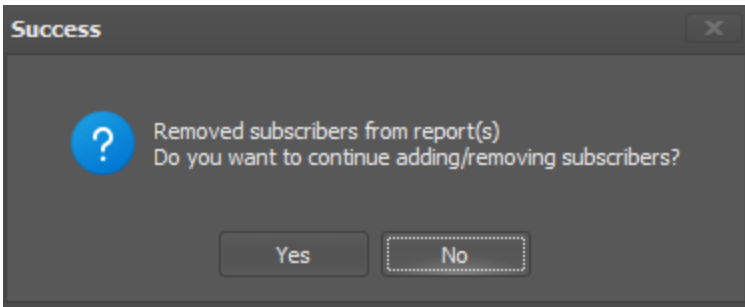 Success
X
?
Removed subscribers from report(s)
Do you want to continue adding/removing subscribers?
Yes
No